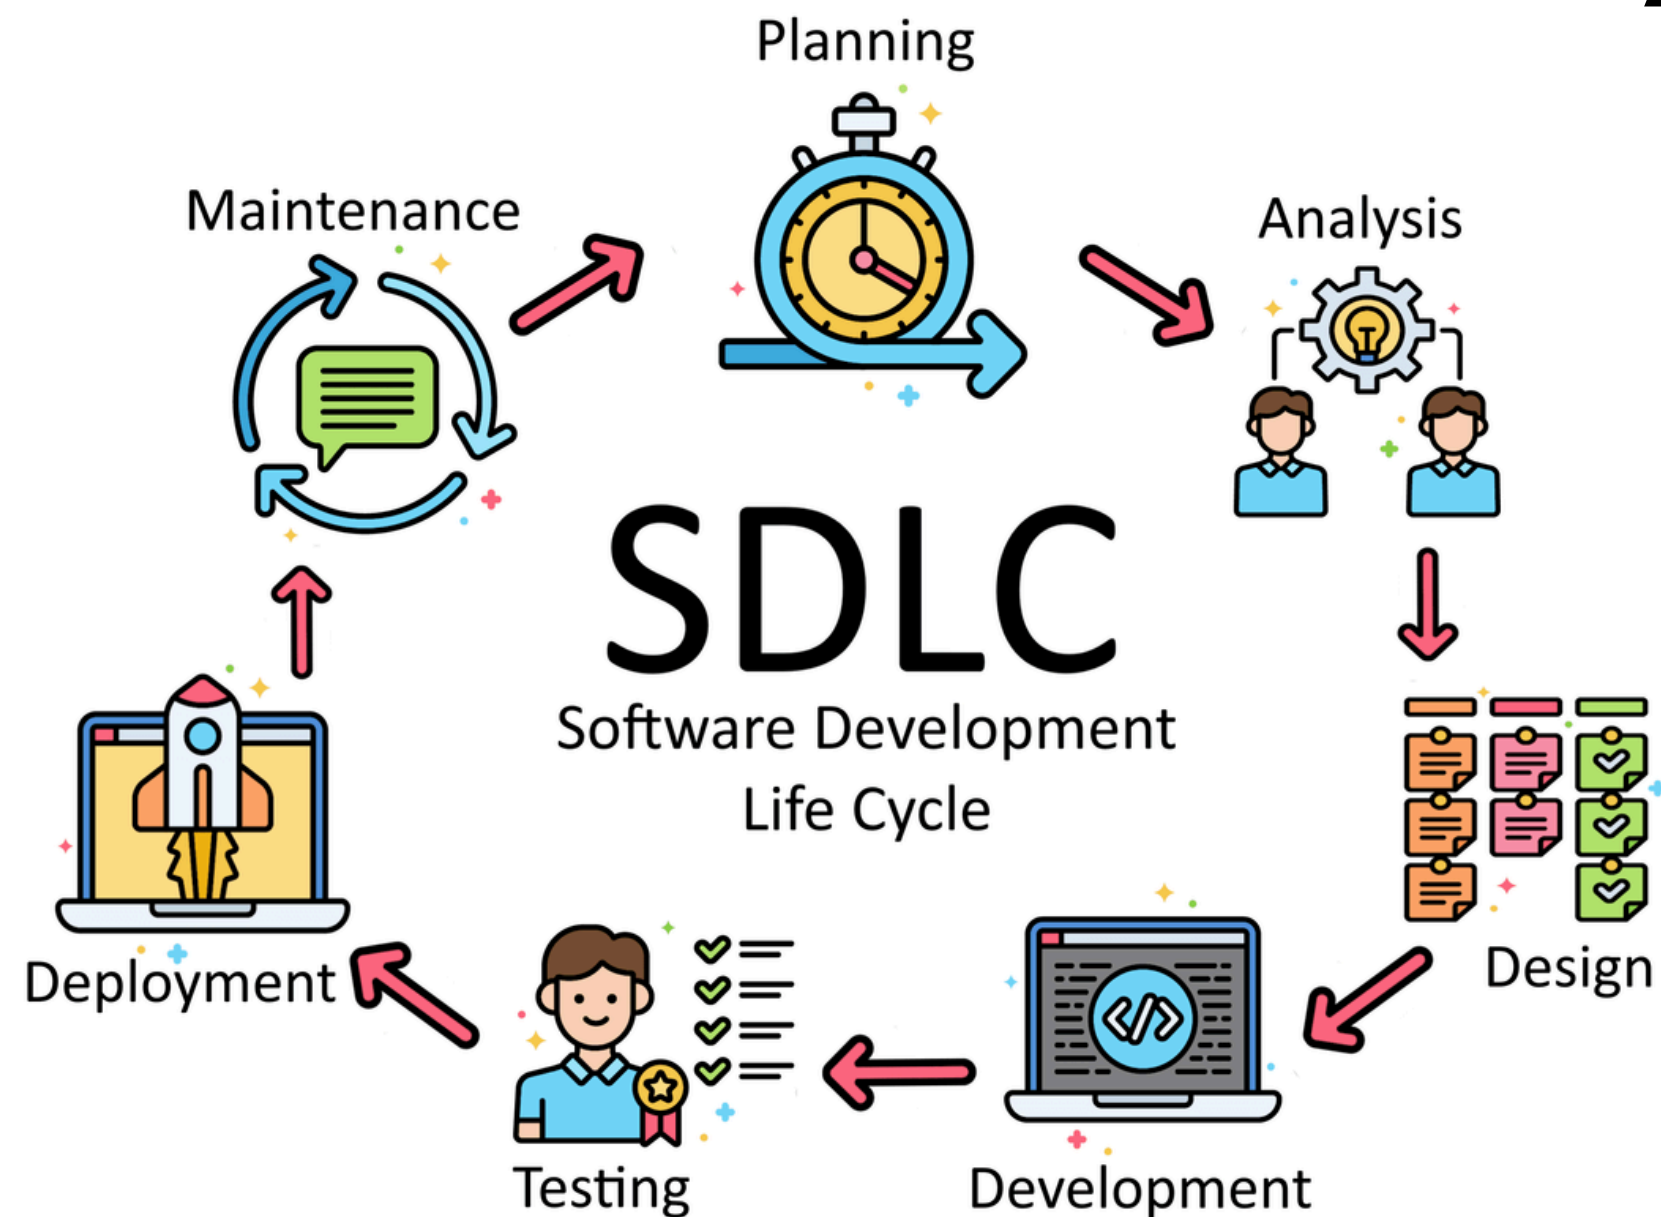 Planning
Maintenance
Analysis
SDLC
Software Development
Life Cycle
Deployment
Design
Testing
Development